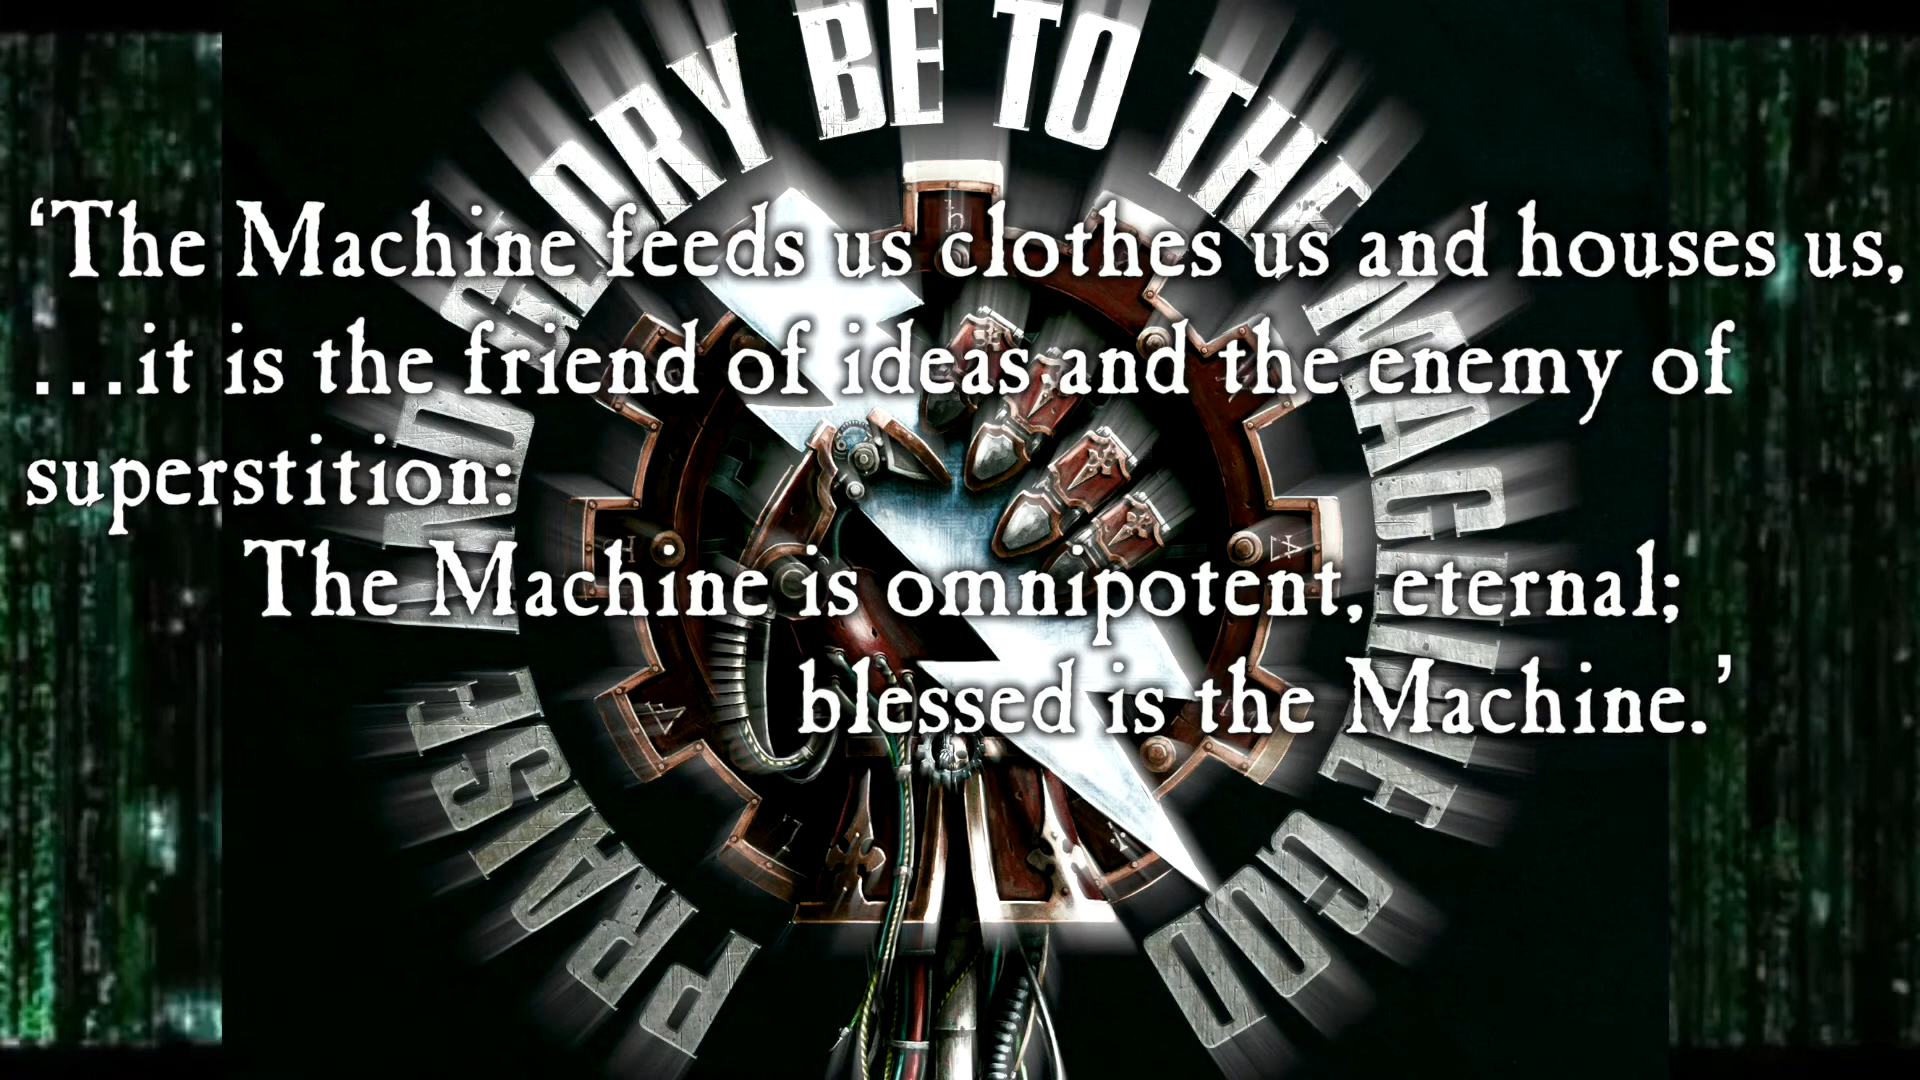 PRAISE AND GLORY BE TO THE MACHINE GOD
‘The Machine feeds us clothes us and houses us,
…it is the friend of ideas and the enemy of
superstition:
The Machine is omnipotent, eternal;
blessed is the Machine.’